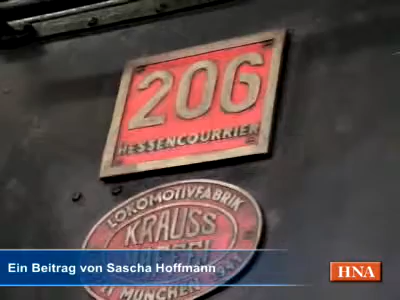 206
HESSENCOURRIER
LOKOMOTIVFABRIK
KRAUSS
MÜNCHEN
Ein Beitrag von Sascha Hoffmann
HNA